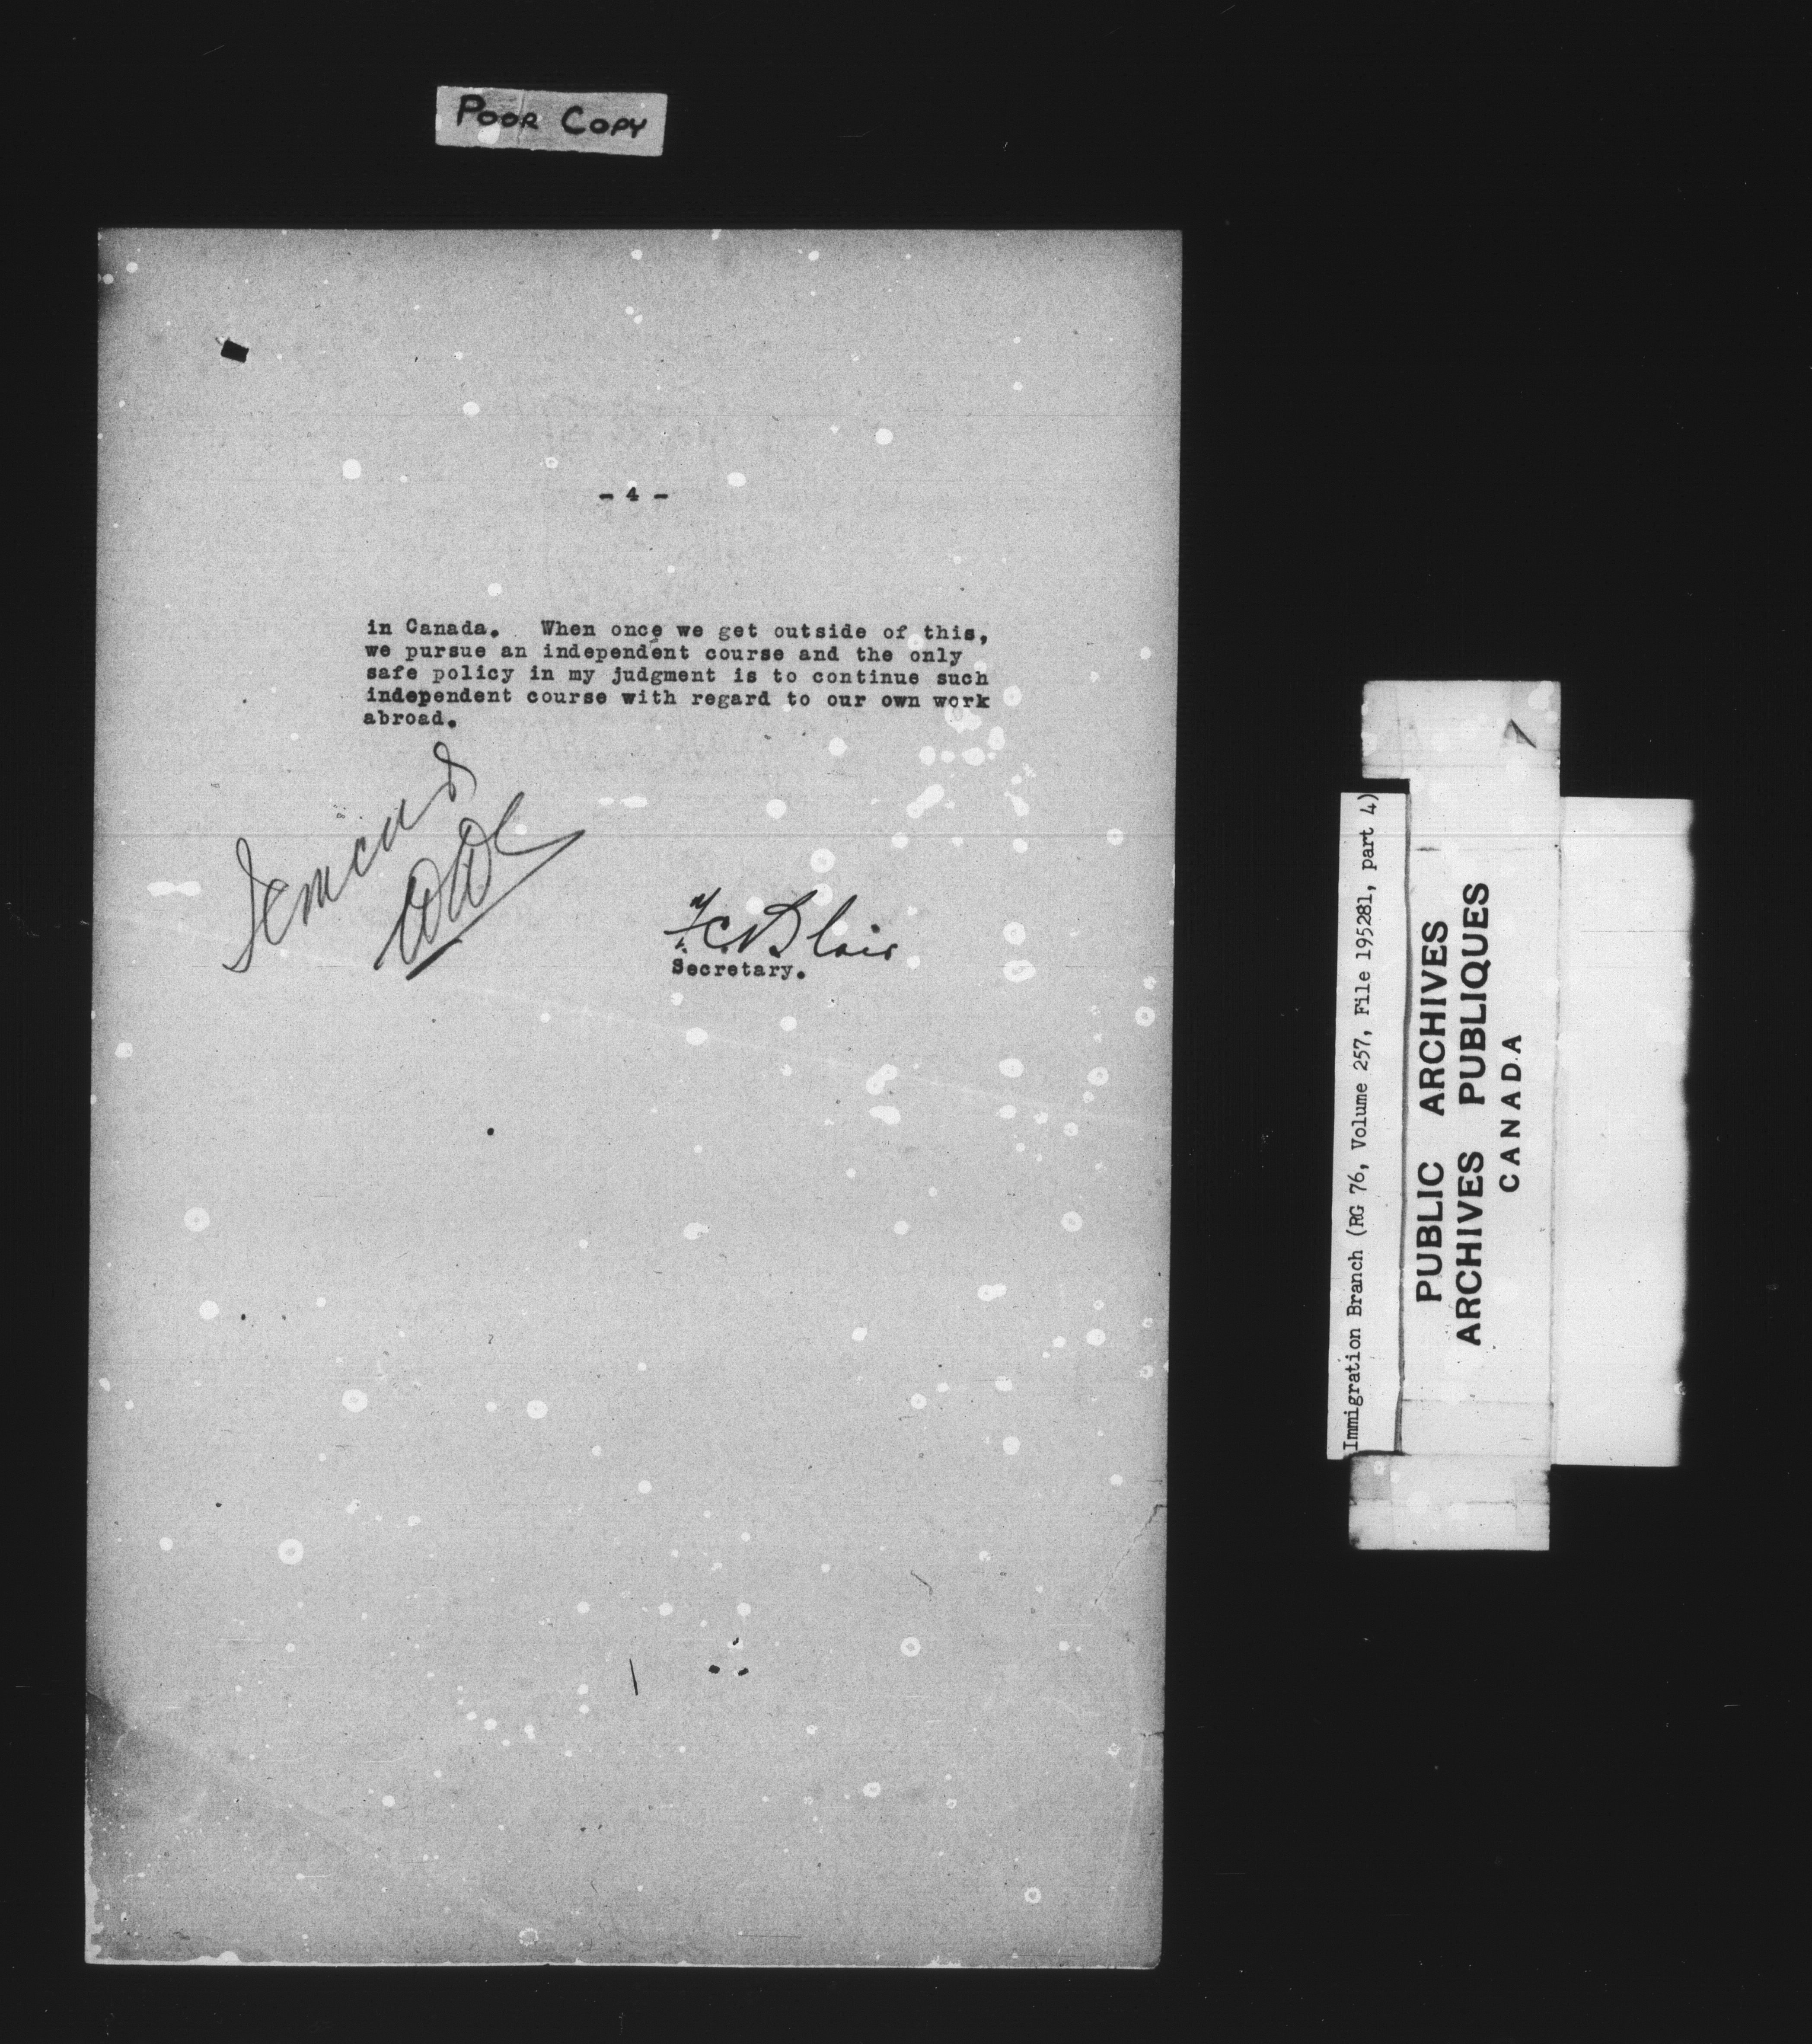 POOR COPY
- 4 -
in Canada. When once we get outside of this,
we pursue an independent course and the only
safe policy in my judgment is to continue such
independent course with regard to our own work
abroad.
F.C. Blair
Secretary.
Immigration Branch (RG 76, Volume 257, File 195281, part 4)
PUBLIC ARCHIVES
ARCHIVES PUBLIQUES
CANADA